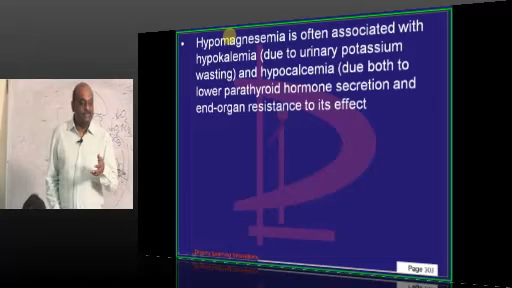 • Hypomagnesemia is often associated with
hypokalemia (due to urinary potassium
wasting) and hypocalcemia (due both to
lower parathyroid hormone secretion and
end-organ resistance to its effect
Page 303